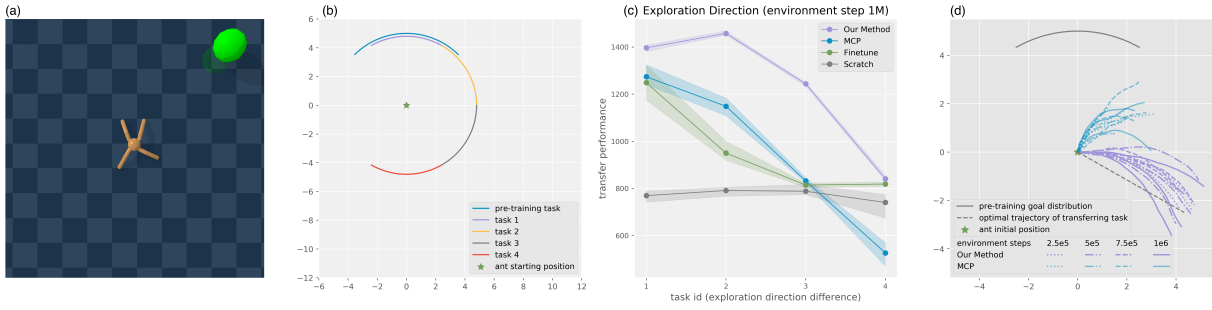 (a)
(b)
6
4
2
0
−2
−4
−6
−8
−10
−12
−6
−4
−2
0
2
4
6
8
10
12
pre-training task
task 1
task 2
task 3
task 4
ant starting position
(c) Exploration Direction (environment step 1M)
transfer performance
1400
1200
1000
800
600
1
2
3
4
task id (exploration direction difference)
Our Method
MCP
Finetune
Scratch
(d)
4
2
0
−2
−4
−4
−2
0
2
4
pre-training goal distribution
optimal trajectory of transferring task
ant initial position
environment steps 2.5e5 5e5 7.5e5 1e6
Our Method
MCP